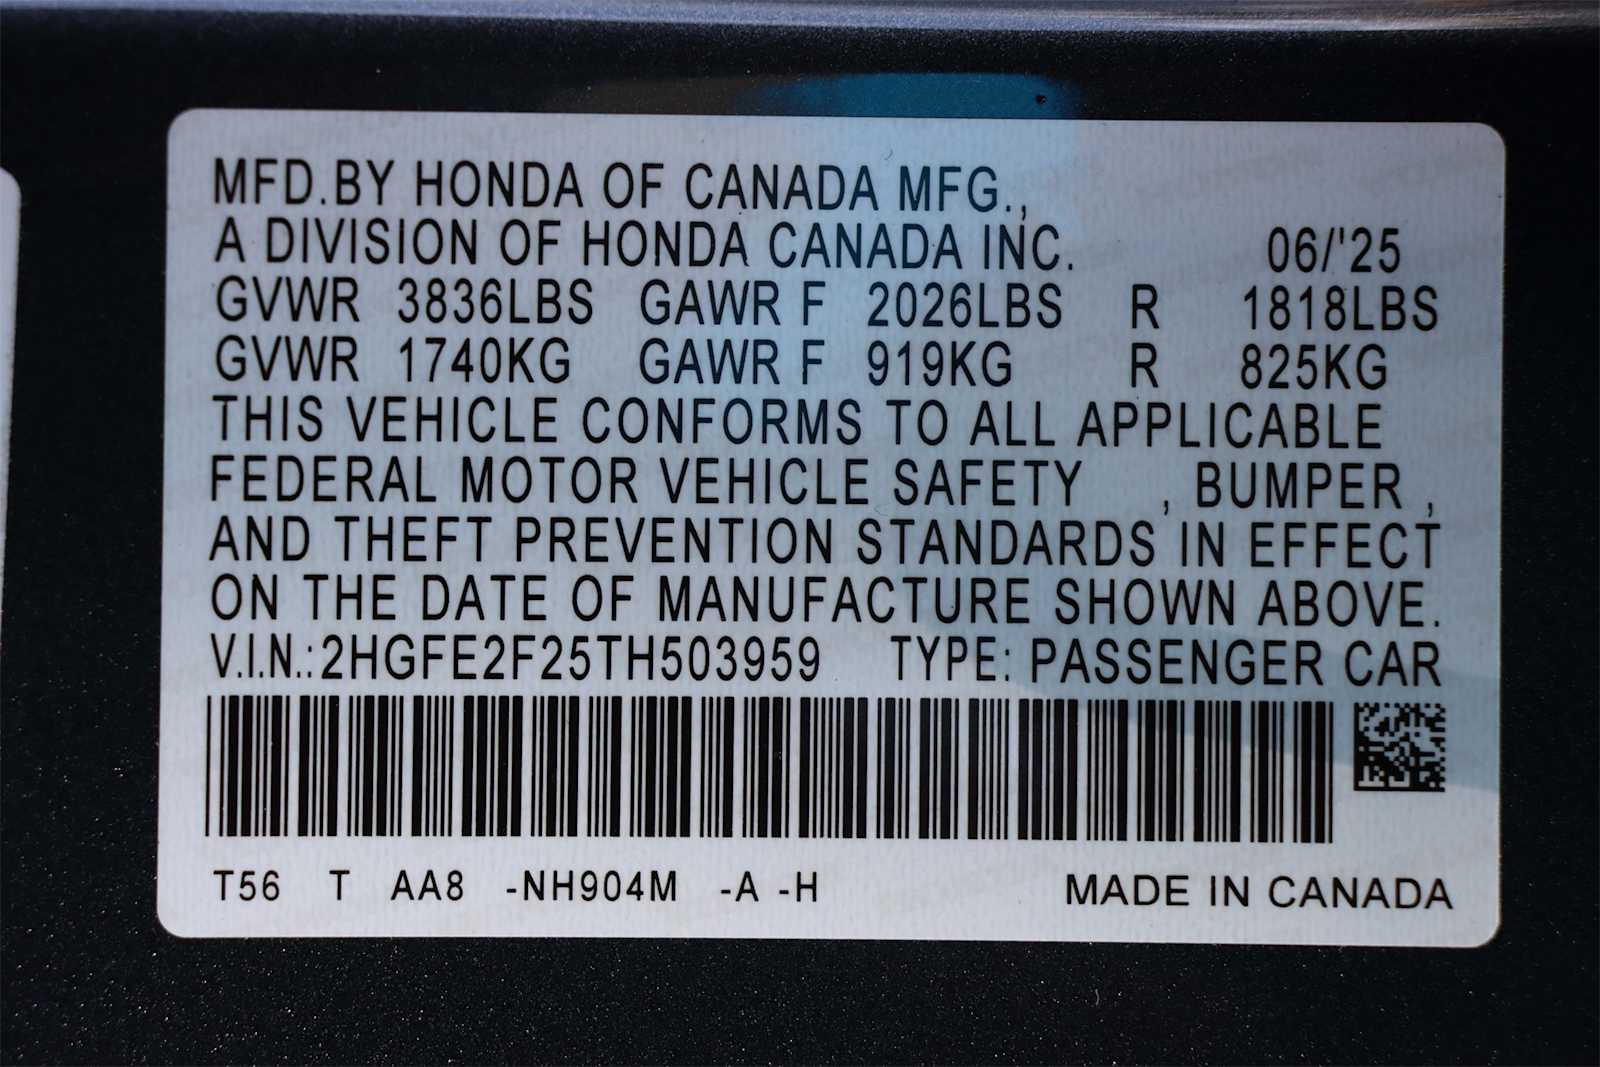 MFD.BY HONDA OF CANADA MFG.,
A DIVISION OF HONDA CANADA INC. 06/'25
GVWR 3836LBS GAWR F 2026LBS R 1818LBS
GVWR 1740KG GAWR F 919KG R 825KG
THIS VEHICLE CONFORMS TO ALL APPLICABLE
FEDERAL MOTOR VEHICLE SAFETY , BUMPER ,
AND THEFT PREVENTION STANDARDS IN EFFECT
ON THE DATE OF MANUFACTURE SHOWN ABOVE.
V.I.N.:2HGFE2F25TH503959 TYPE: PASSENGER CAR
T56 T AA8 -NH904M -A -H MADE IN CANADA